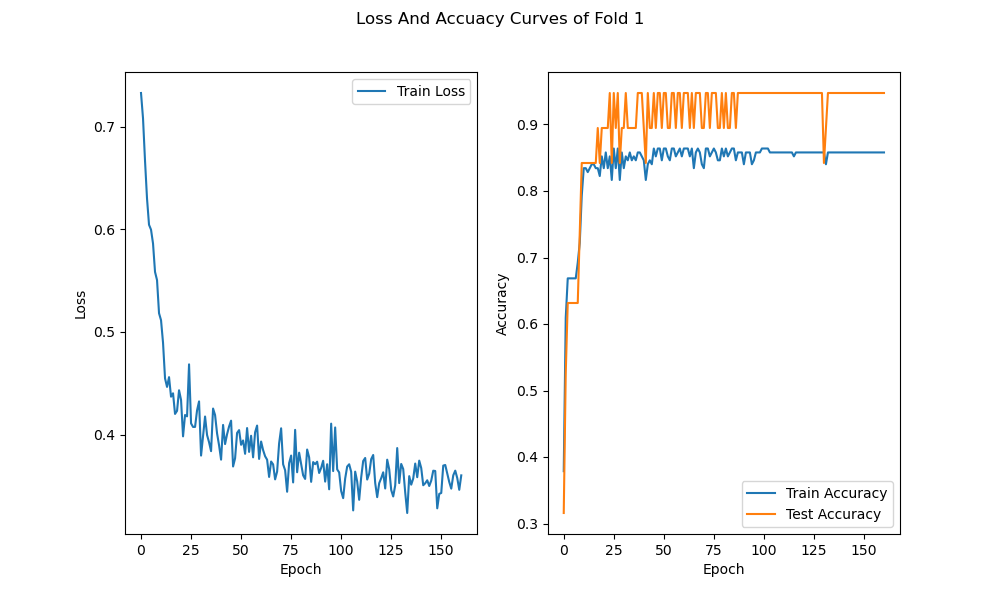 Loss And Accuacy Curves of Fold 1
Train Loss
0.7
0.6
0.5
0.4
Loss
0 25 50 75 100 125 150
Epoch
0.9
0.8
0.7
0.6
0.5
0.4
0.3
Accuracy
Train Accuracy
Test Accuracy
0 25 50 75 100 125 150
Epoch